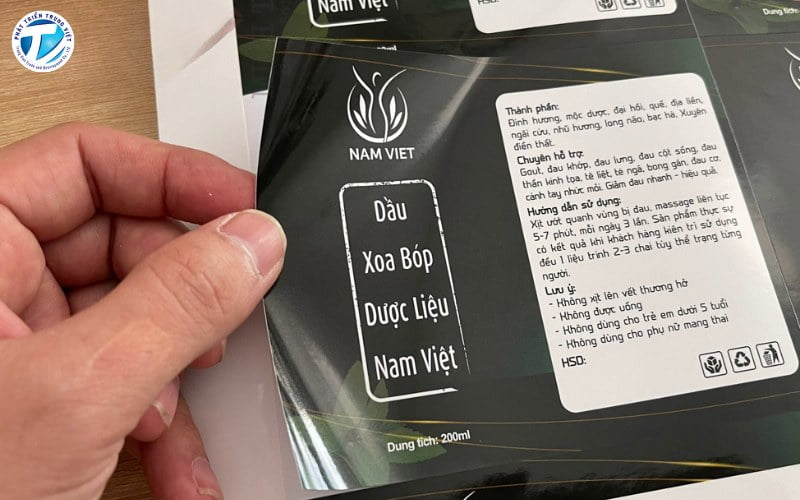 PHÁT TRIỂN TRUNG VIỆT
Nam Việt
HSD:
Dung tích:
NAM VIET
Dầu
Xoa Bóp
Dược Liệu
Nam Việt
Dung tích: 200ml
Thành phần:
Đinh hương, mộc dược, đại hồi, quế, địa liền,
ngải cứu, nhũ hương, long não, bạc hà, Xuyên
điền thất.
Chuyên hỗ trợ:
Gout, đau khớp, đau lưng, đau cột sống, đau
thần kinh tọa, tê liệt, té ngã, bong gân, đau cơ,
cánh tay nhức mỏi. Giảm đau nhanh - hiệu quả.
Hướng dẫn sử dụng:
Xịt ướt quanh vùng bị đau, massage liên tục
5-7 phút, mỗi ngày 3 lần. Sản phẩm thực sự
có kết quả khi khách hàng kiên trì sử dụng
đều 1 liệu trình 2-3 chai tùy thể trạng từng
người.
Lưu ý:
- Không xịt lên vết thương hở
- Không được uống
- Không dùng cho trẻ em dưới 5 tuổi
- Không dùng cho phụ nữ mang thai
HSD: